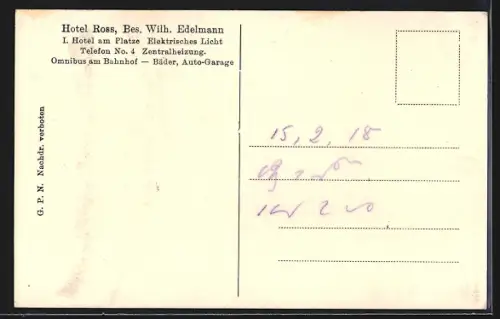 Hotel Ross, Bes. Wilh. Edelmann
I. Hotel am Platze Elektrisches Licht
Telefon No. 4 Zentralheizung.
Omnibus am Bahnhof — Bäder, Auto-Garage
G. P. N. Nachdr. verboten
15, 2, 18